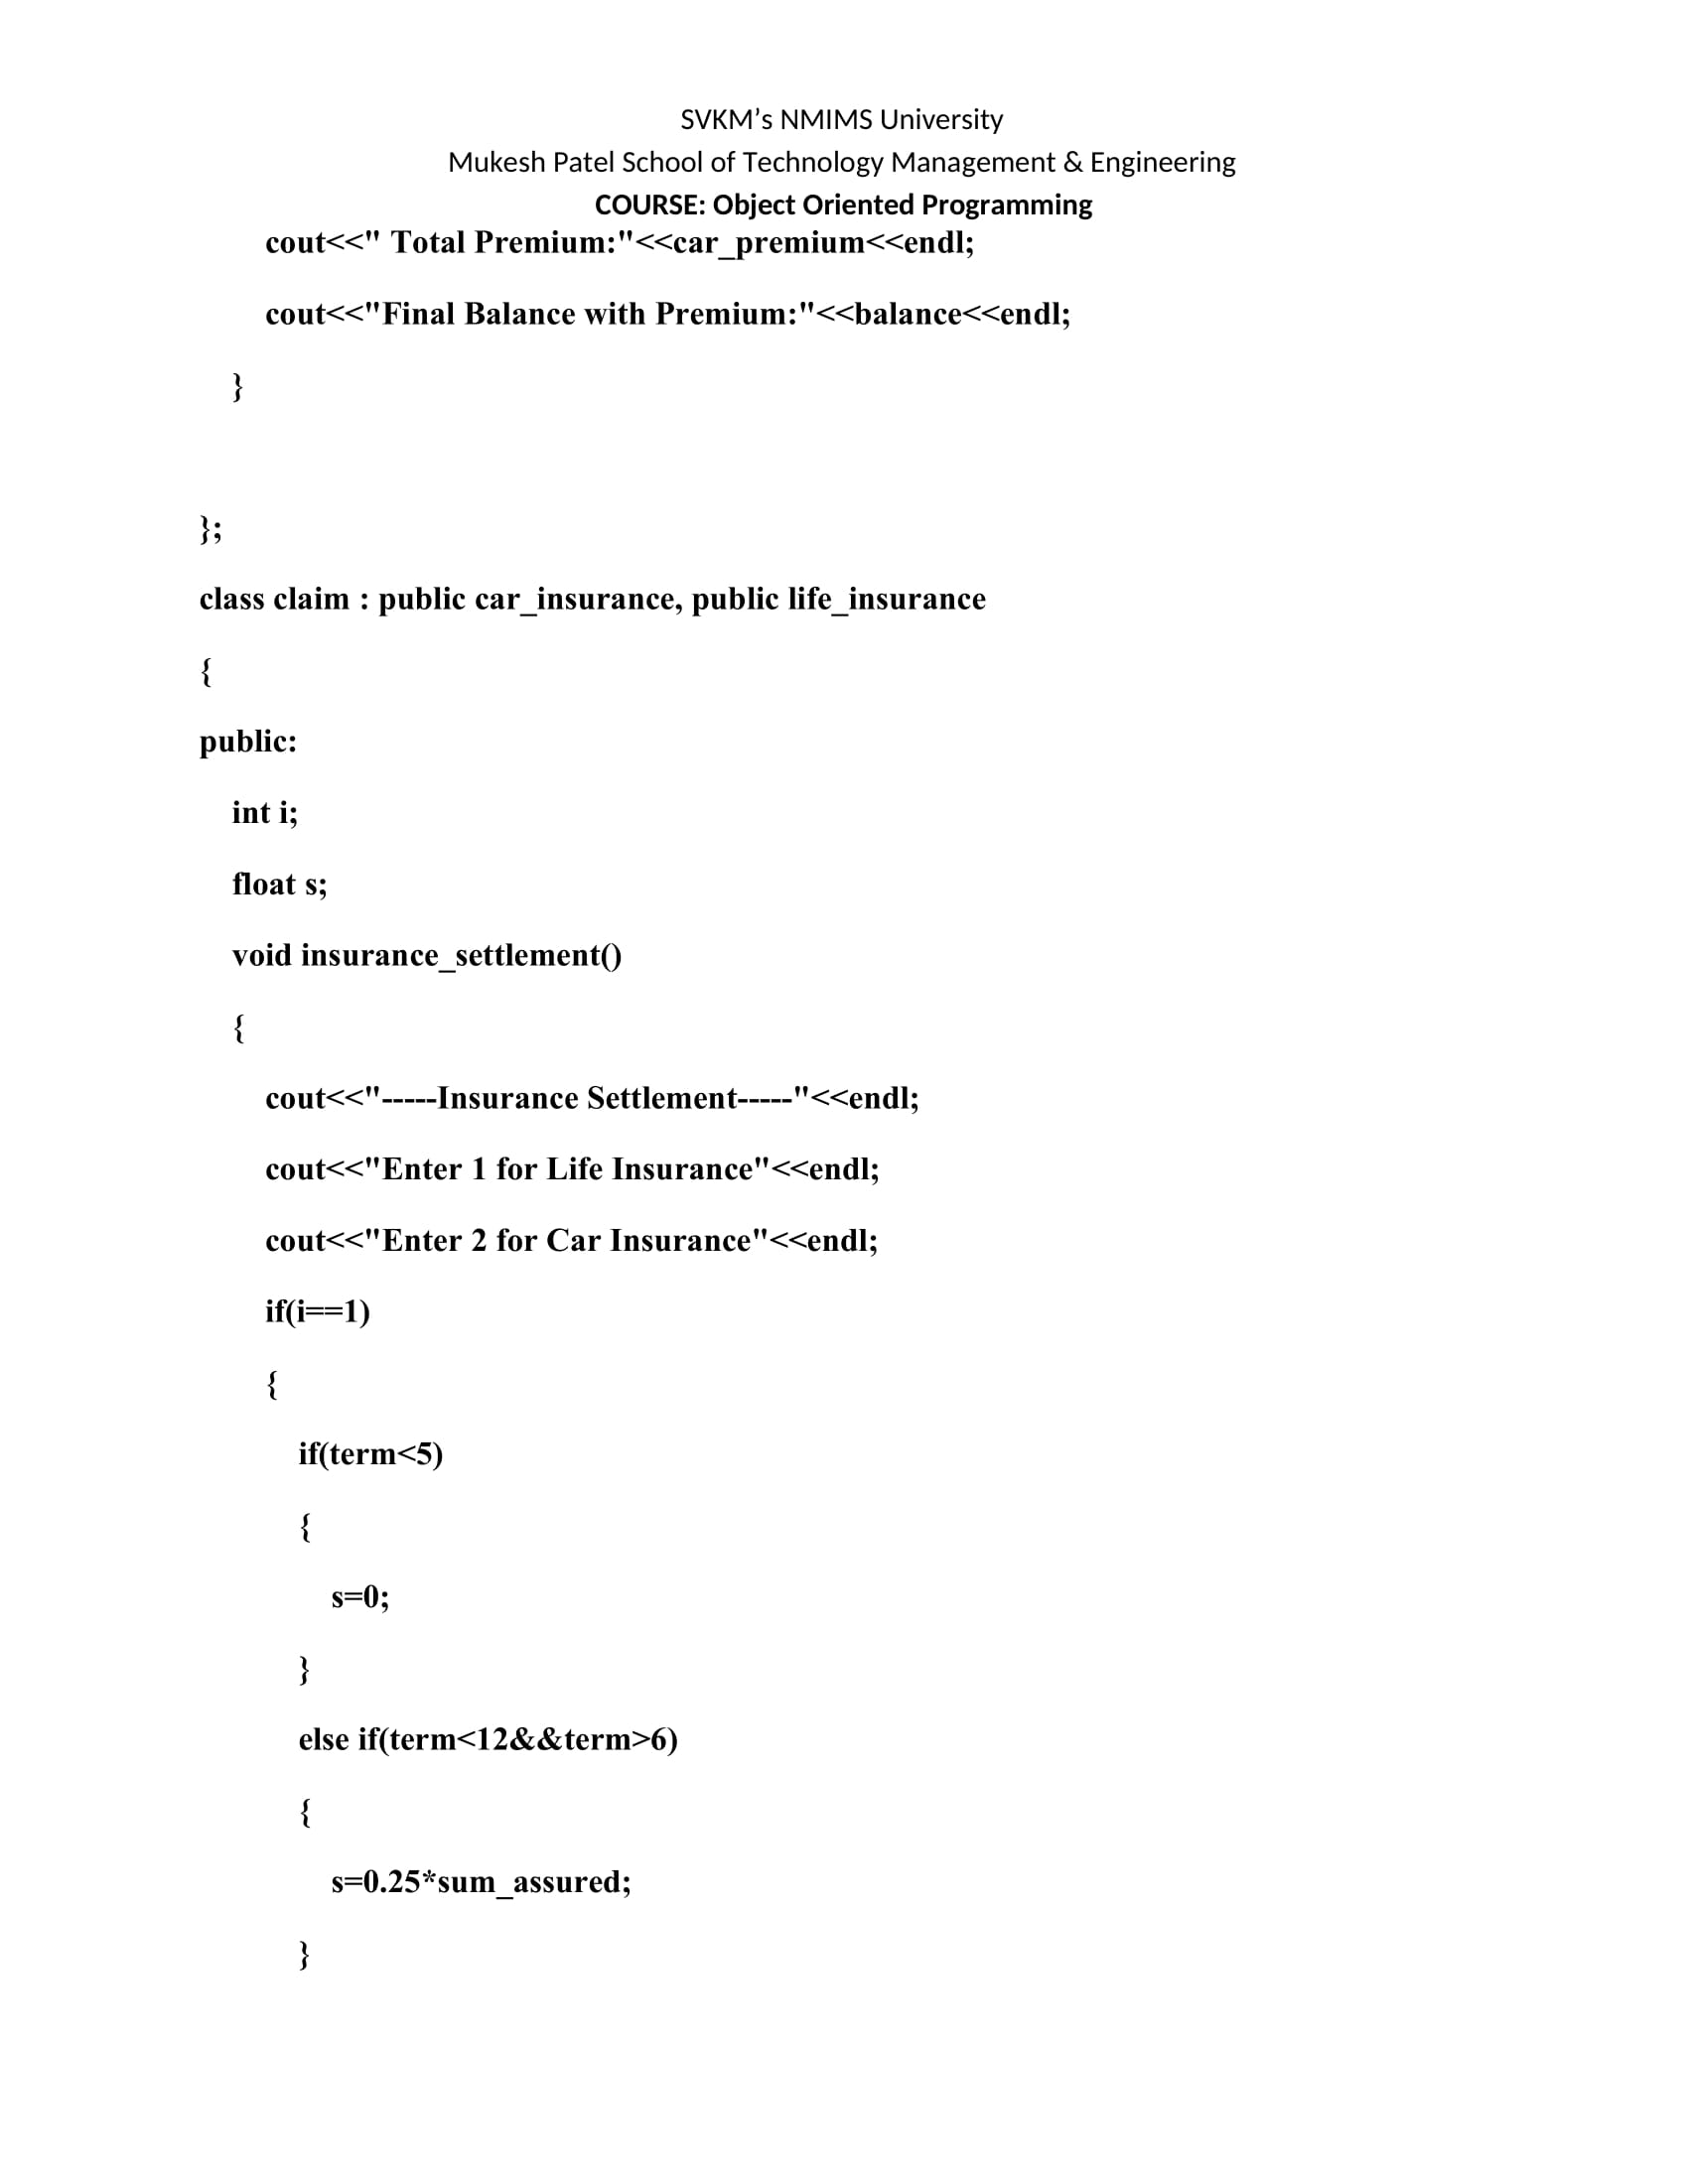 SVKM’s NMIMS University
Mukesh Patel School of Technology Management & Engineering
COURSE: Object Oriented Programming
cout<<" Total Premium:"<<car_premium<<endl;
cout<<"Final Balance with Premium:"<<balance<<endl;
}
};
class claim : public car_insurance, public life_insurance
{
public:
int i;
float s;
void insurance_settlement()
{
cout<<"-----Insurance Settlement-----"<<endl;
cout<<"Enter 1 for Life Insurance"<<endl;
cout<<"Enter 2 for Car Insurance"<<endl;
if(i==1)
{
if(term<5)
{
s=0;
}
else if(term<12&&term>6)
{
s=0.25*sum_assured;
}